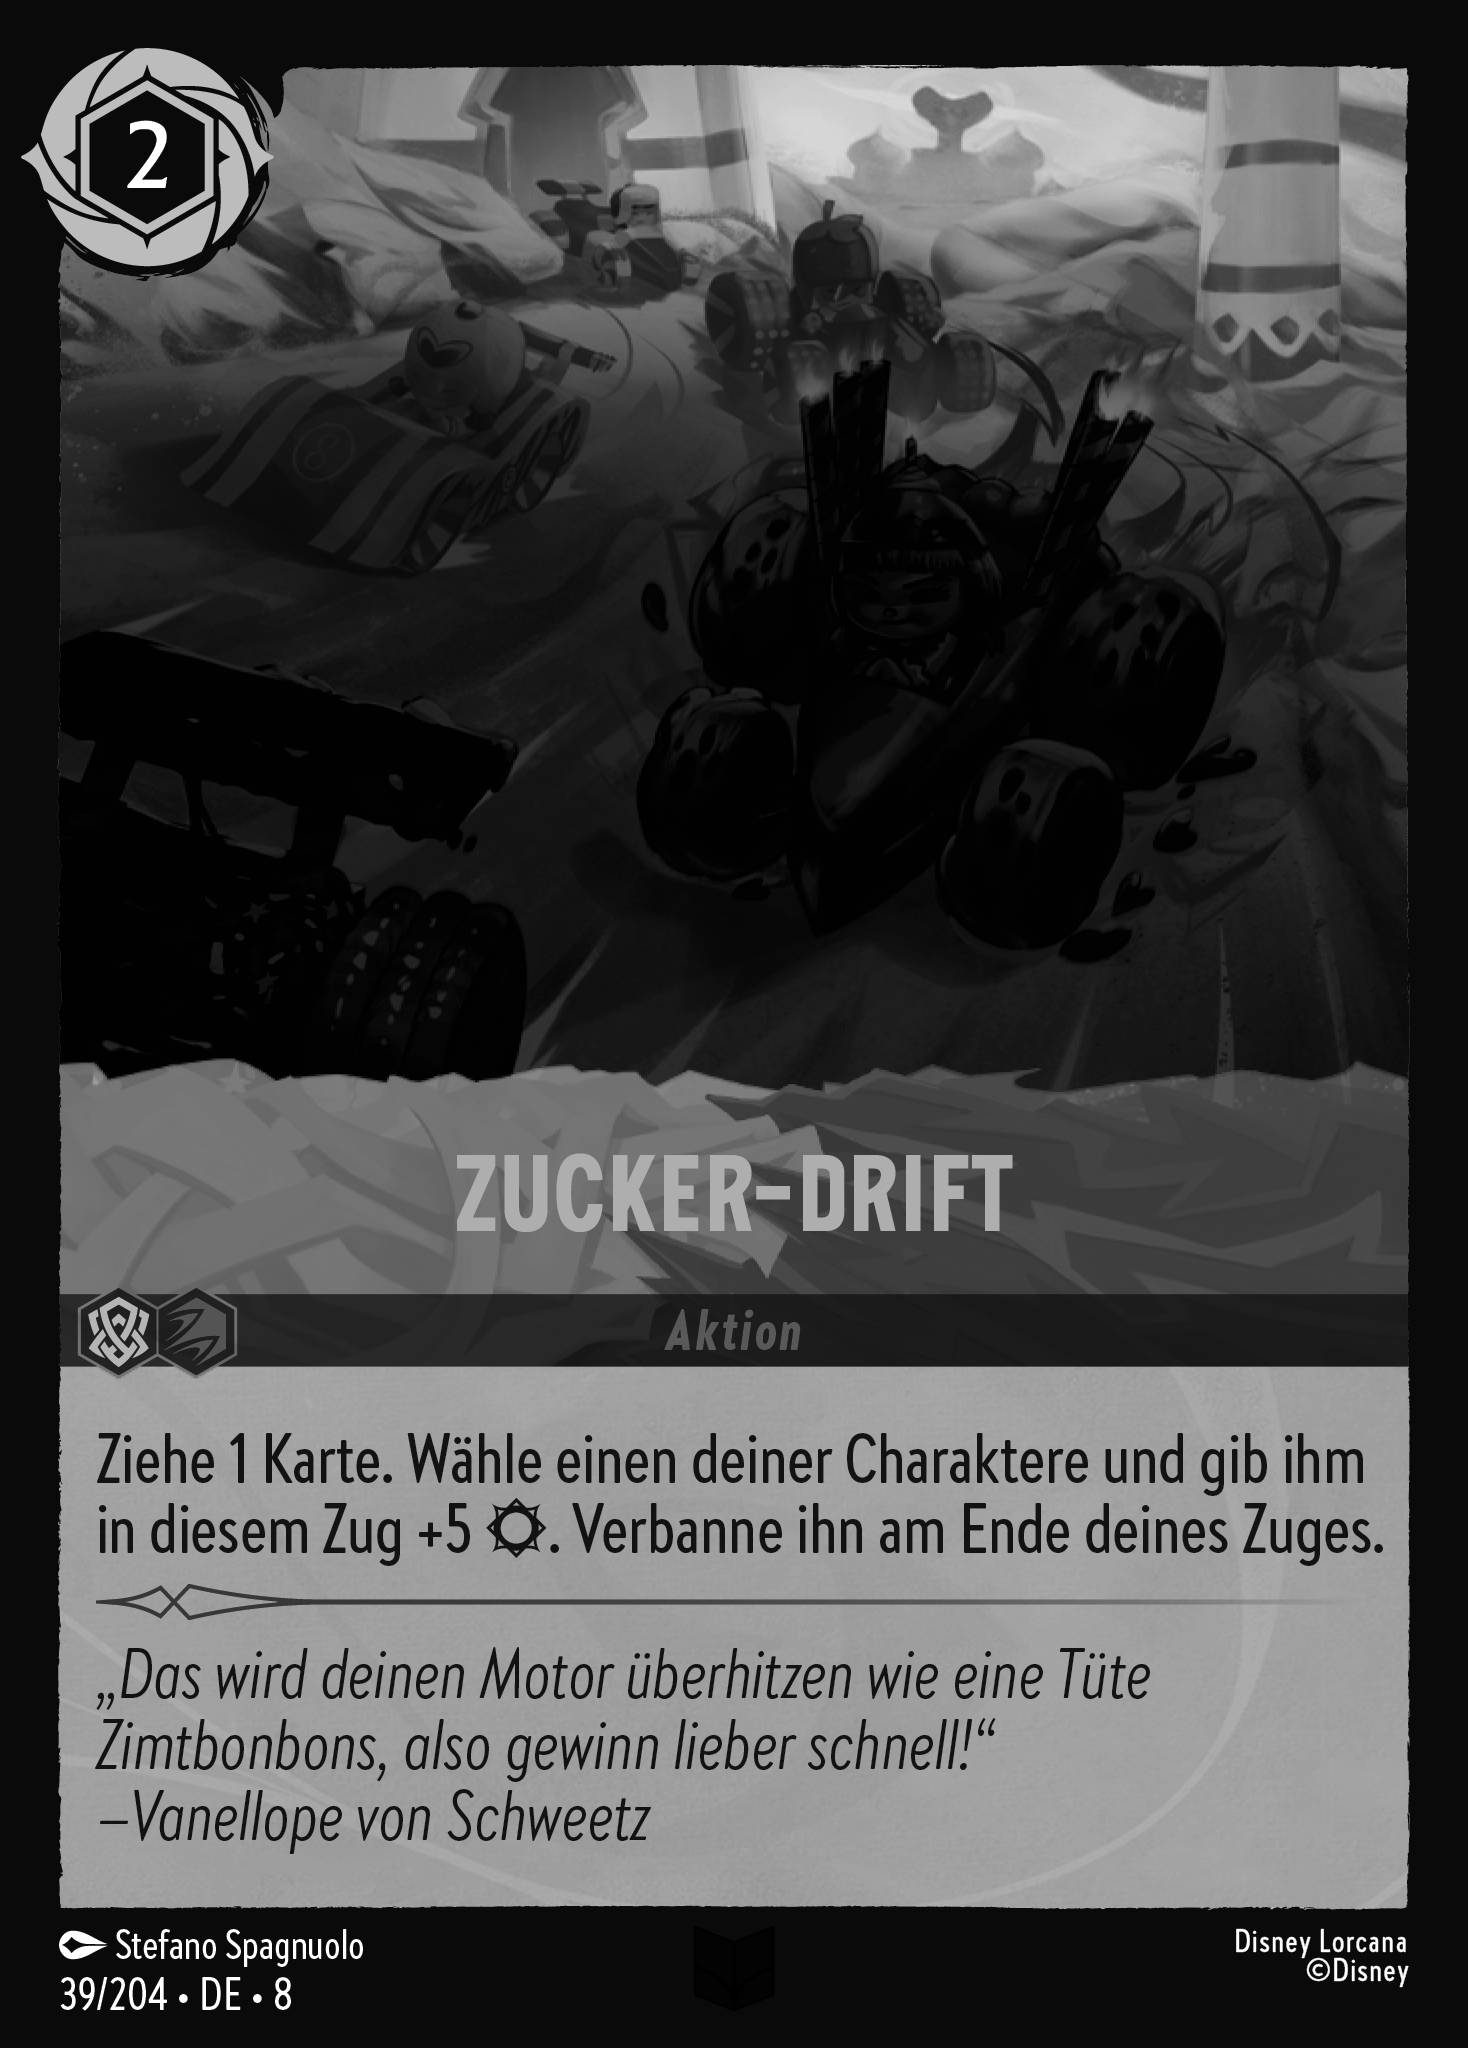 2
ZUCKER-DRIFT
Aktion
Ziehe 1 Karte. Wähle einen deiner Charaktere und gib ihm
in diesem Zug +5 . Verbanne ihn am Ende deines Zuges.
„Das wird deinen Motor überhitzen wie eine Tüte
Zimtbonbons, also gewinn lieber schnell!“
–Vanellope von Schweetz
Stefano Spagnuolo
39/204 • DE • 8
Disney Lorcana
©Disney